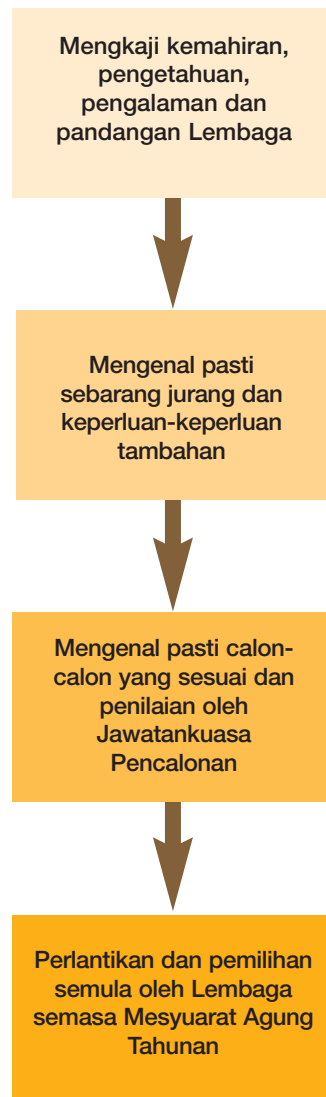 Mengkaji kemahiran,
pengetahuan,
pengalaman dan
pandangan Lembaga
Mengenal pasti
sebarang jurang dan
keperluan-keperluan
tambahan
Mengenal pasti calon-
calon yang sesuai dan
penilaian oleh
Jawatankuasa
Pencalonan
Perlantikan dan pemilihan
semula oleh Lembaga
semasa Mesyuarat Agung
Tahunan